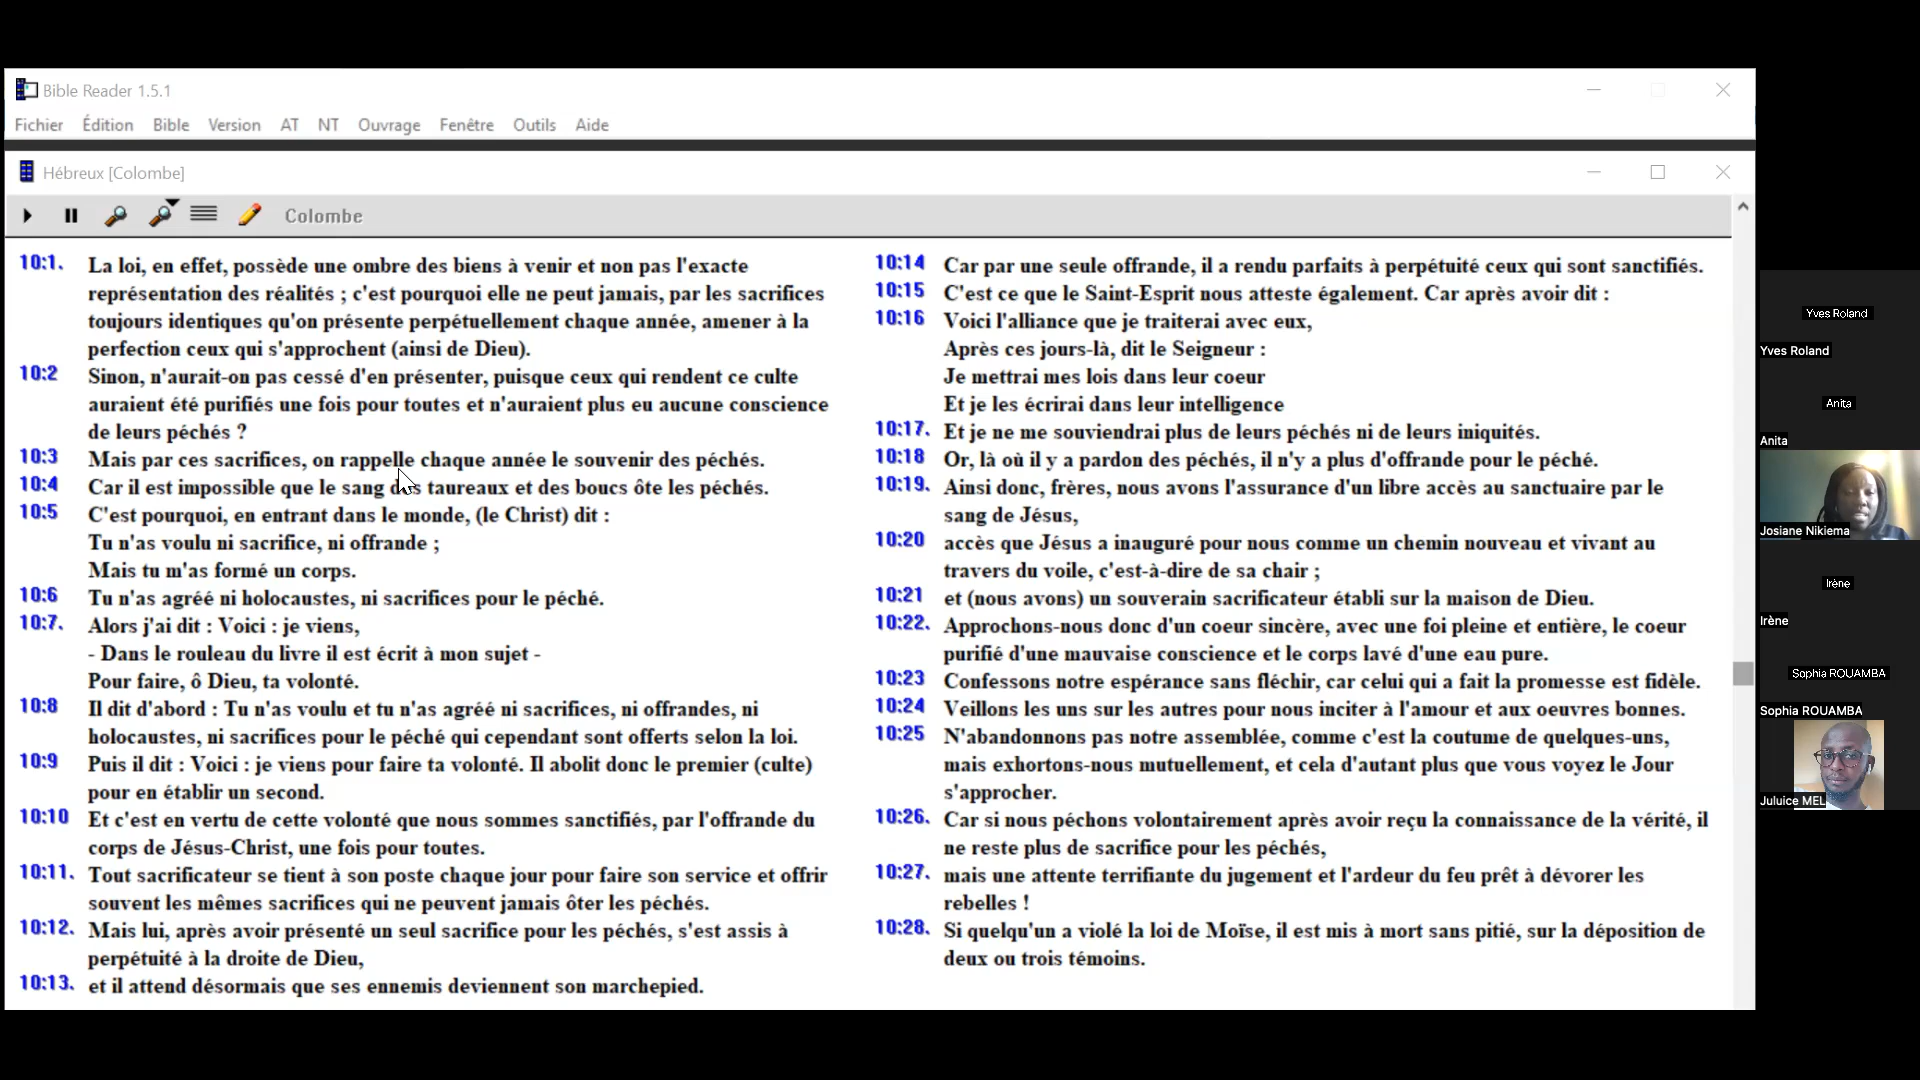 Bible Reader 1.5.1
Fichier Édition Bible Version AT NT Ouvrage Fenêtre Outils Aide
Hébreux [Colombe]
Colombe
10:1. La loi, en effet, possède une ombre des biens à venir et non pas l'exacte
représentation des réalités ; c'est pourquoi elle ne peut jamais, par les sacrifices
toujours identiques qu'on présente perpétuellement chaque année, amener à la
perfection ceux qui s'approchent (ainsi de Dieu).
10:2 Sinon, n'aurait-on pas cessé d'en présenter, puisque ceux qui rendent ce culte
auraient été purifiés une fois pour toutes et n'auraient plus eu aucune conscience
de leurs péchés ?
10:3 Mais par ces sacrifices, on rappelle chaque année le souvenir des péchés.
10:4 Car il est impossible que le sang des taureaux et des boucs ôte les péchés.
10:5 C'est pourquoi, en entrant dans le monde, (le Christ) dit :
Tu n'as voulu ni sacrifice, ni offrande ;
Mais tu m'as formé un corps.
10:6 Tu n'as agréé ni holocaustes, ni sacrifices pour le péché.
10:7. Alors j'ai dit : Voici : je viens,
- Dans le rouleau du livre il est écrit à mon sujet -
Pour faire, ô Dieu, ta volonté.
10:8 Il dit d'abord : Tu n'as voulu et tu n'as agréé ni sacrifices, ni offrandes, ni
holocaustes, ni sacrifices pour le péché qui cependant sont offerts selon la loi.
10:9 Puis il dit : Voici : je viens pour faire ta volonté. Il abolit donc le premier (culte)
pour en établir un second.
10:10 Et c'est en vertu de cette volonté que nous sommes sanctifiés, par l'offrande du
corps de Jésus-Christ, une fois pour toutes.
10:11. Tout sacrificateur se tient à son poste chaque jour pour faire son service et offrir
souvent les mêmes sacrifices qui ne peuvent jamais ôter les péchés.
10:12. Mais lui, après avoir présenté un seul sacrifice pour les péchés, s'est assis à
perpétuité à la droite de Dieu,
10:13. et il attend désormais que ses ennemis deviennent son marchepied.
10:14 Car par une seule offrande, il a rendu parfaits à perpétuité ceux qui sont sanctifiés.
10:15 C'est ce que le Saint-Esprit nous atteste également. Car après avoir dit :
10:16 Voici l'alliance que je traiterai avec eux,
Après ces jours-là, dit le Seigneur :
Je mettrai mes lois dans leur coeur
Et je les écrirai dans leur intelligence
10:17. Et je ne me souviendrai plus de leurs péchés ni de leurs iniquités.
10:18 Or, là où il y a pardon des péchés, il n'y a plus d'offrande pour le péché.
10:19. Ainsi donc, frères, nous avons l'assurance d'un libre accès au sanctuaire par le
sang de Jésus,
10:20 accès que Jésus a inauguré pour nous comme un chemin nouveau et vivant au
travers du voile, c'est-à-dire de sa chair ;
10:21 et (nous avons) un souverain sacrificateur établi sur la maison de Dieu.
10:22. Approchons-nous donc d'un coeur sincère, avec une foi pleine et entière, le coeur
purifié d'une mauvaise conscience et le corps lavé d'une eau pure.
10:23 Confessons notre espérance sans fléchir, car celui qui a fait la promesse est fidèle.
10:24 Veillons les uns sur les autres pour nous inciter à l'amour et aux oeuvres bonnes.
10:25 N'abandonnons pas notre assemblée, comme c'est la coutume de quelques-uns,
mais exhortons-nous mutuellement, et cela d'autant plus que vous voyez le Jour
s'approcher.
10:26. Car si nous péchons volontairement après avoir reçu la connaissance de la vérité, il
ne reste plus de sacrifice pour les péchés,
10:27. mais une attente terrifiante du jugement et l'ardeur du feu prêt à dévorer les
rebelles !
10:28. Si quelqu'un a violé la loi de Moïse, il est mis à mort sans pitié, sur la déposition de
deux ou trois témoins.
Yves Roland
Yves Roland
Anita
Anita
Josiane Nikiema
Irène
Irène
Sophia ROUAMBA
Sophia ROUAMBA
Juluice MEL